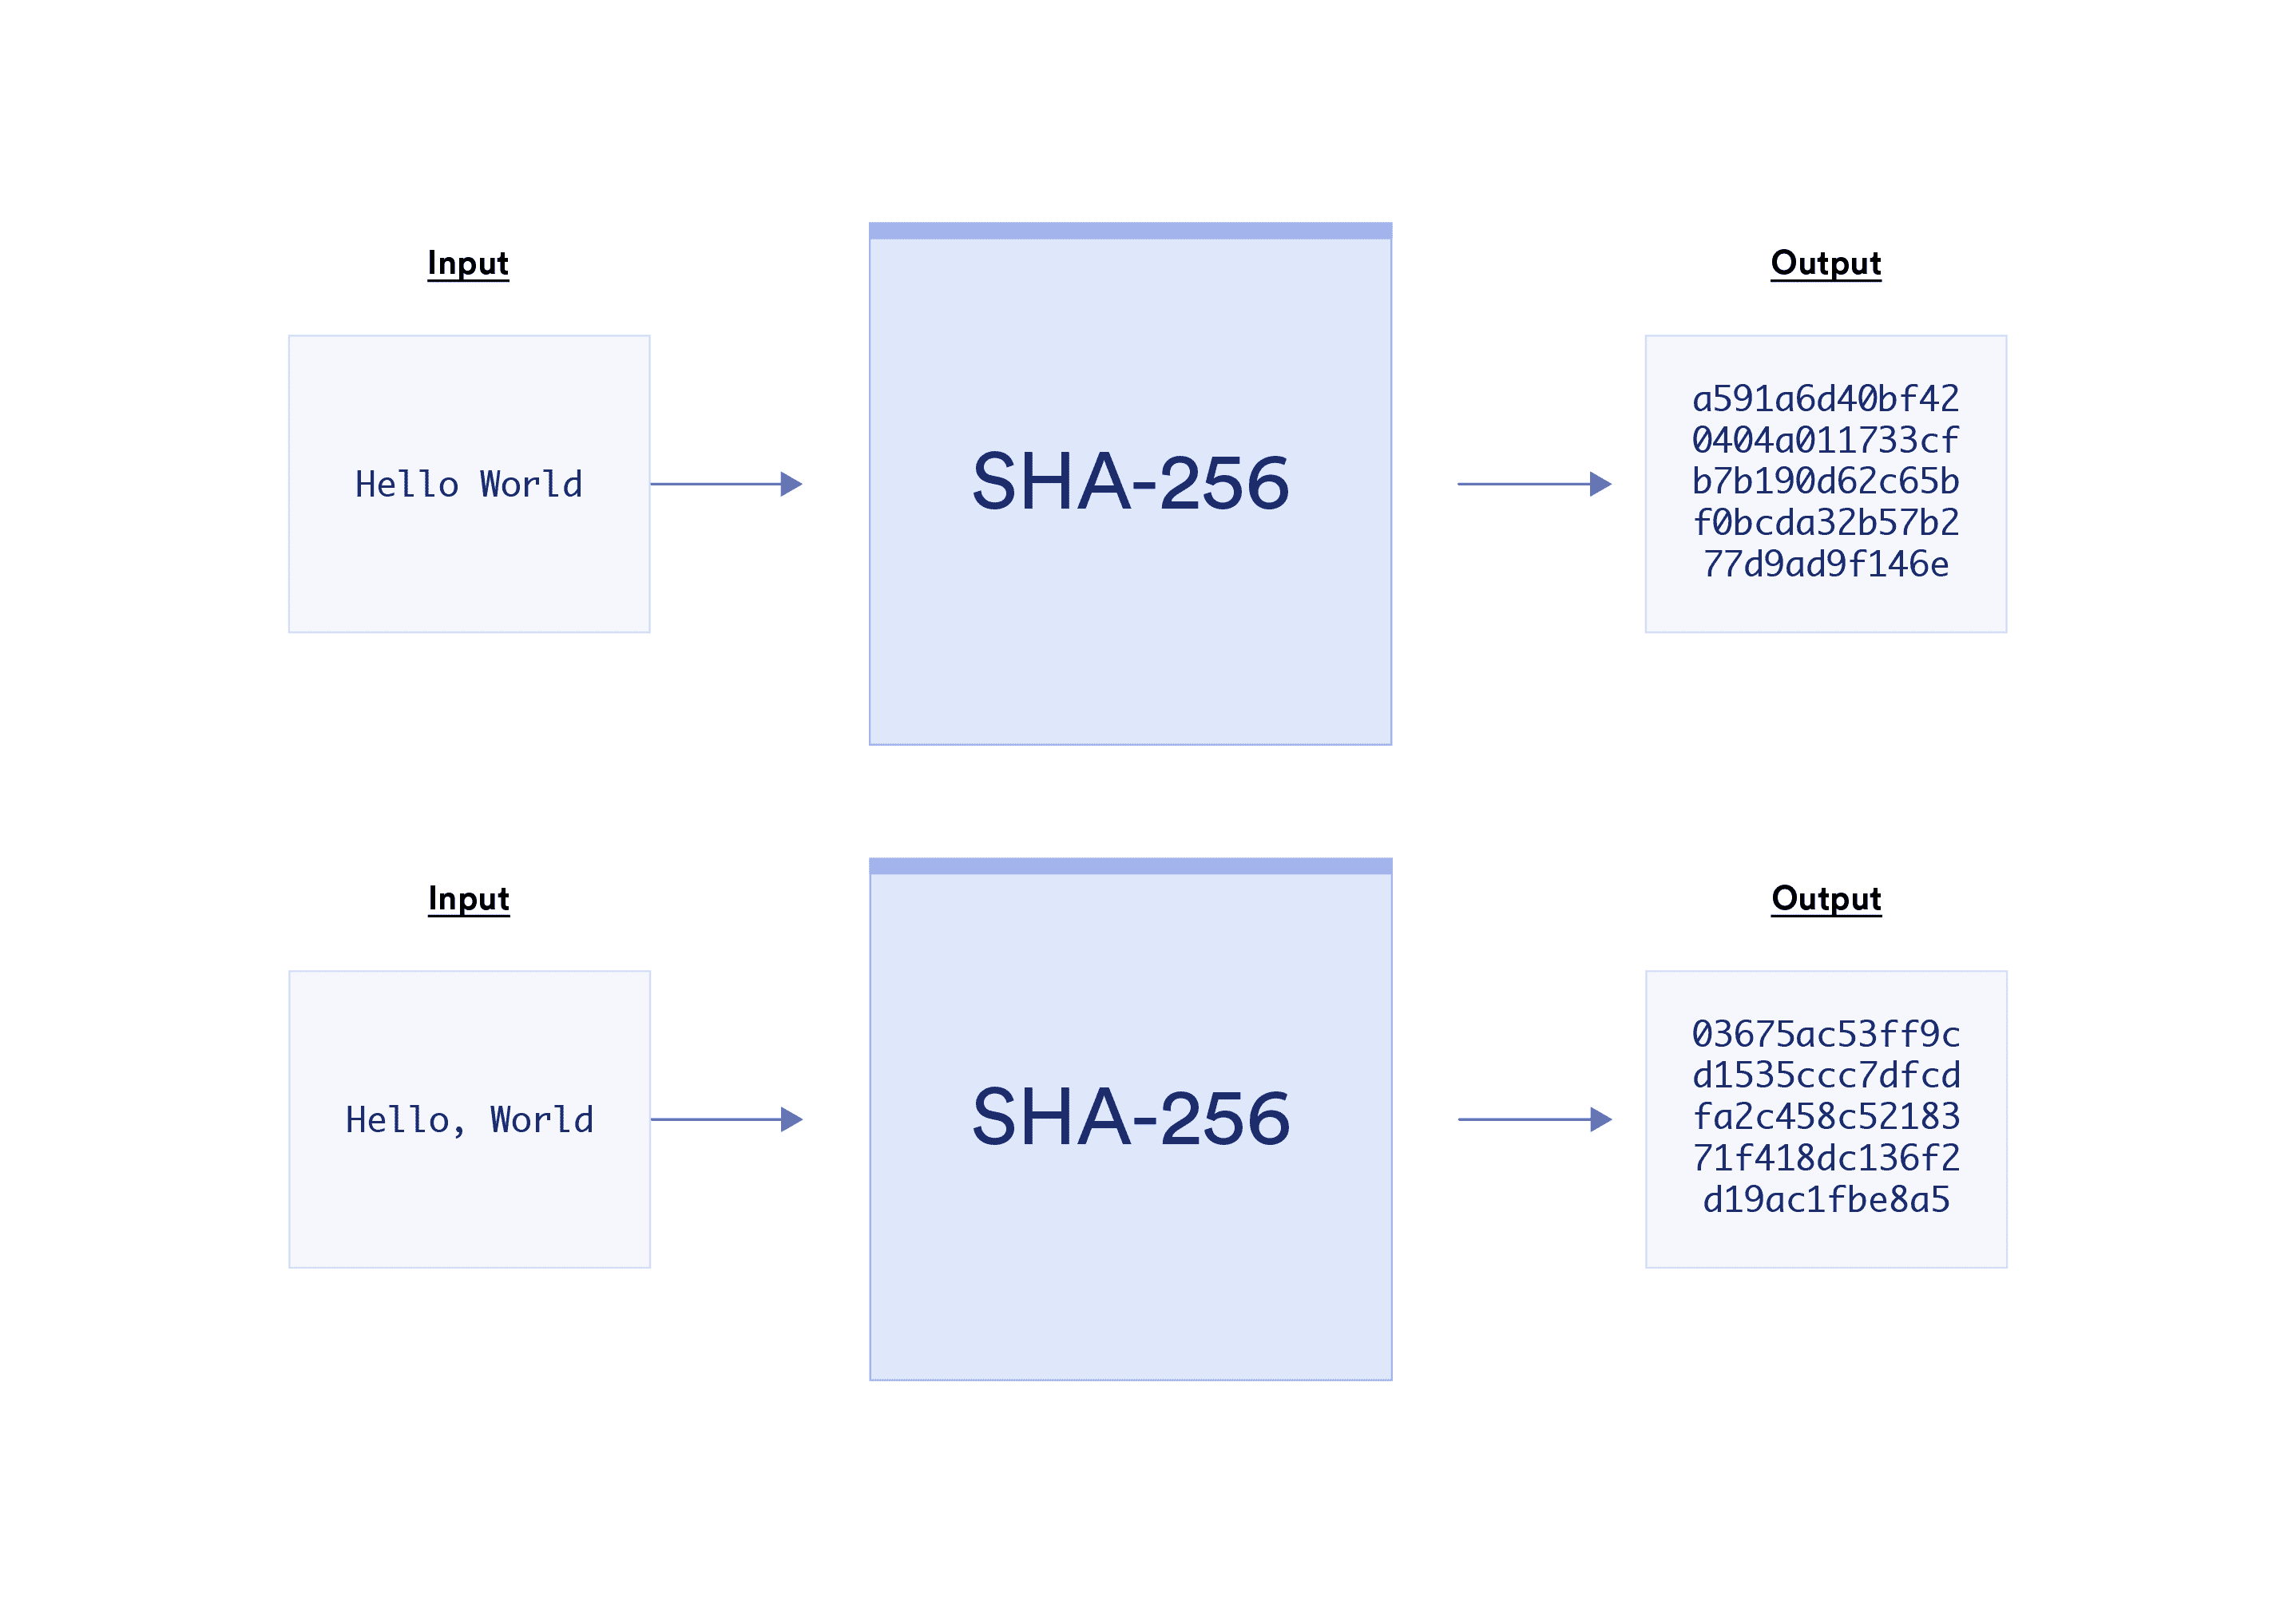 Input
Hello World
SHA-256
Output
a591a6d40bf42
0404a011733cf
b7b190d62c65b
f0bcda32b57b2
77d9ad9f146e
Input
Hello, World
SHA-256
Output
03675ac53ff9c
d1535ccc7dfcd
fa2c458c52183
71f418dc136f2
d19ac1fbe8a5